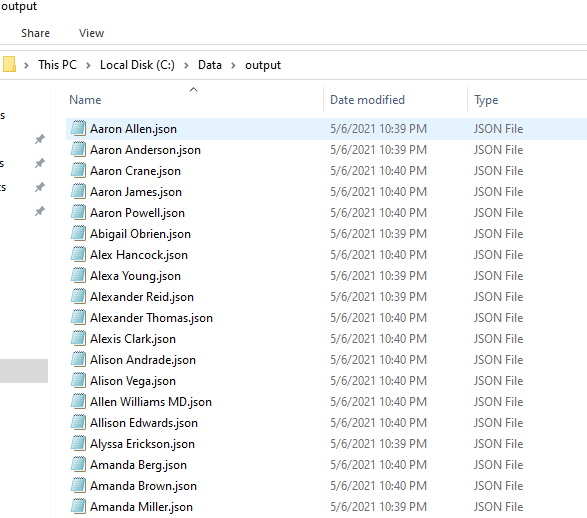 output
Share View
This PC > Local Disk (C:) > Data > output
Name Date modified Type
s
Aaron Allen.json 5/6/2021 10:39 PM JSON File
Aaron Anderson.json 5/6/2021 10:39 PM JSON File
s Aaron Crane.json 5/6/2021 10:40 PM JSON File
ts Aaron James.json 5/6/2021 10:40 PM JSON File
Aaron Powell.json 5/6/2021 10:40 PM JSON File
Abigail Obrien.json 5/6/2021 10:39 PM JSON File
Alex Hancock.json 5/6/2021 10:40 PM JSON File
Alexa Young.json 5/6/2021 10:39 PM JSON File
Alexander Reid.json 5/6/2021 10:39 PM JSON File
Alexander Thomas.json 5/6/2021 10:40 PM JSON File
Alexis Clark.json 5/6/2021 10:40 PM JSON File
Alison Andrade.json 5/6/2021 10:40 PM JSON File
Alison Vega.json 5/6/2021 10:40 PM JSON File
Allen Williams MD.json 5/6/2021 10:40 PM JSON File
Allison Edwards.json 5/6/2021 10:40 PM JSON File
Alyssa Erickson.json 5/6/2021 10:39 PM JSON File
Amanda Berg.json 5/6/2021 10:40 PM JSON File
Amanda Brown.json 5/6/2021 10:40 PM JSON File
Amanda Miller.json 5/6/2021 10:39 PM JSON File